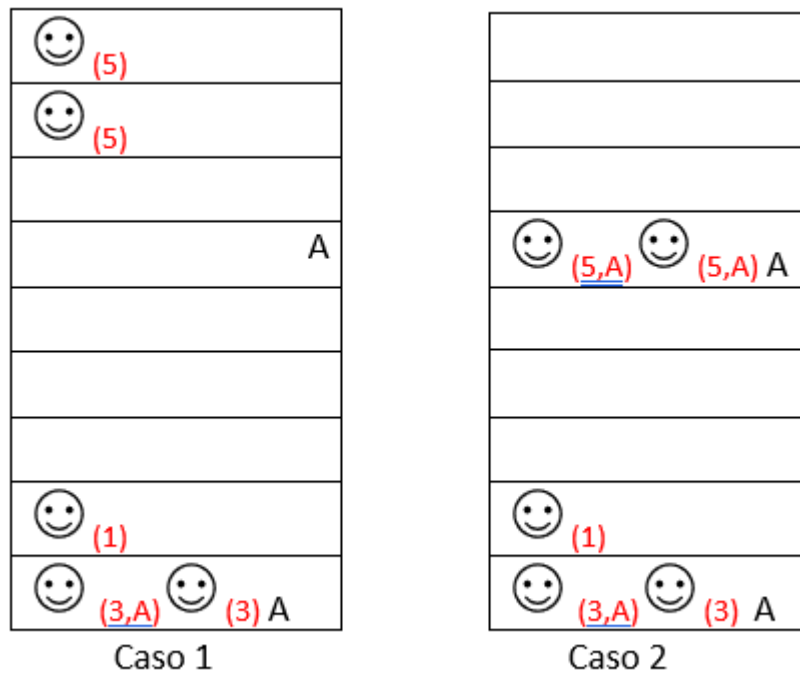 (5)
(5)
A
(1)
(3,A) (3) A
Caso 1
(5,A) (5,A) A
(1)
(3,A) (3) A
Caso 2